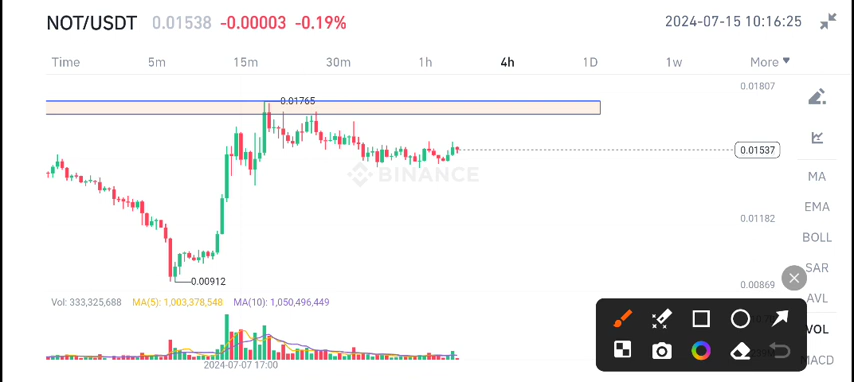 NOT/USDT 0.01538 -0.00003 -0.19% 2024-07-15 10:16:25
Time 5m 15m 30m 1h 4h 1D 1w More
0.01807
0.01765
0.01537
BINANCE
MA
EMA
0.01182
BOLL
SAR
0.00912
0.00869
AVL
Vol: 333,325,688 MA(5): 1,003,378,548 MA(10): 1,050,496,449
VOL
MACD
2024-07-07 17:00